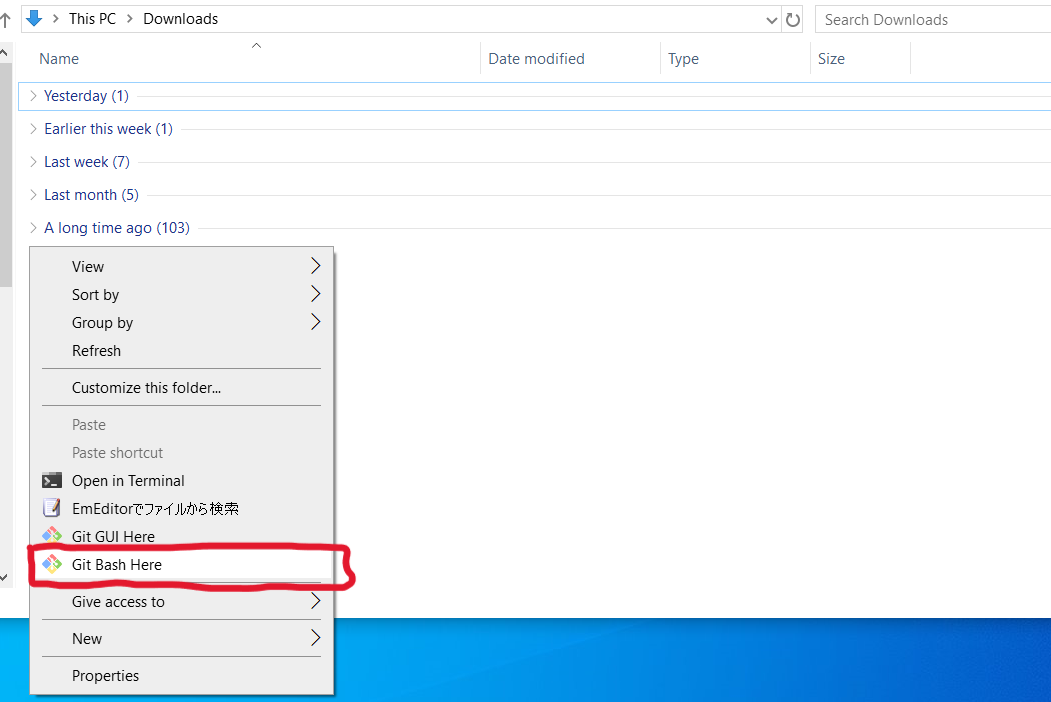 This PC > Downloads
Search Downloads
Name Date modified Type Size
Yesterday (1)
Earlier this week (1)
Last week (7)
Last month (5)
A long time ago (103)
View
Sort by
Group by
Refresh
Customize this folder...
Paste
Paste shortcut
Open in Terminal
EmEditorでファイルから検索
Git GUI Here
Git Bash Here
Give access to
New
Properties